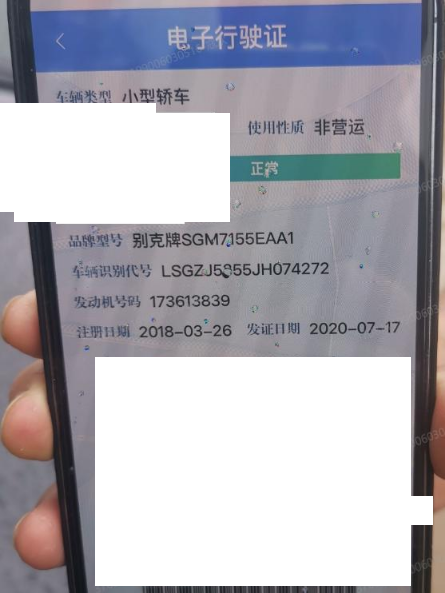 电子行驶证
车辆类型 小型轿车
使用性质 非营运
正常
品牌型号 别克牌SGM7155EAA1
车辆识别代号 LSGZJ5355JH074272
发动机号码 173613839
注册日期 2018-03-26 发证日期 2020-07-17